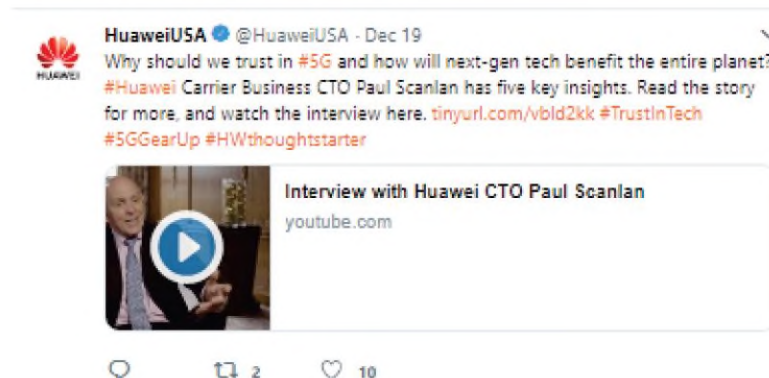 HuaweiUSA @HuaweiUSA · Dec 19
Why should we trust in #5G and how will next-gen tech benefit the entire planet?
HUAWEI
#Huawei Carrier Business CTO Paul Scanlan has five key insights. Read the story
for more, and watch the interview here. tinyurl.com/vbld2kk #TrustInTech
#5GGearUp #HWthoughtstarter
Interview with Huawei CTO Paul Scanlan
youtube.com
2 10